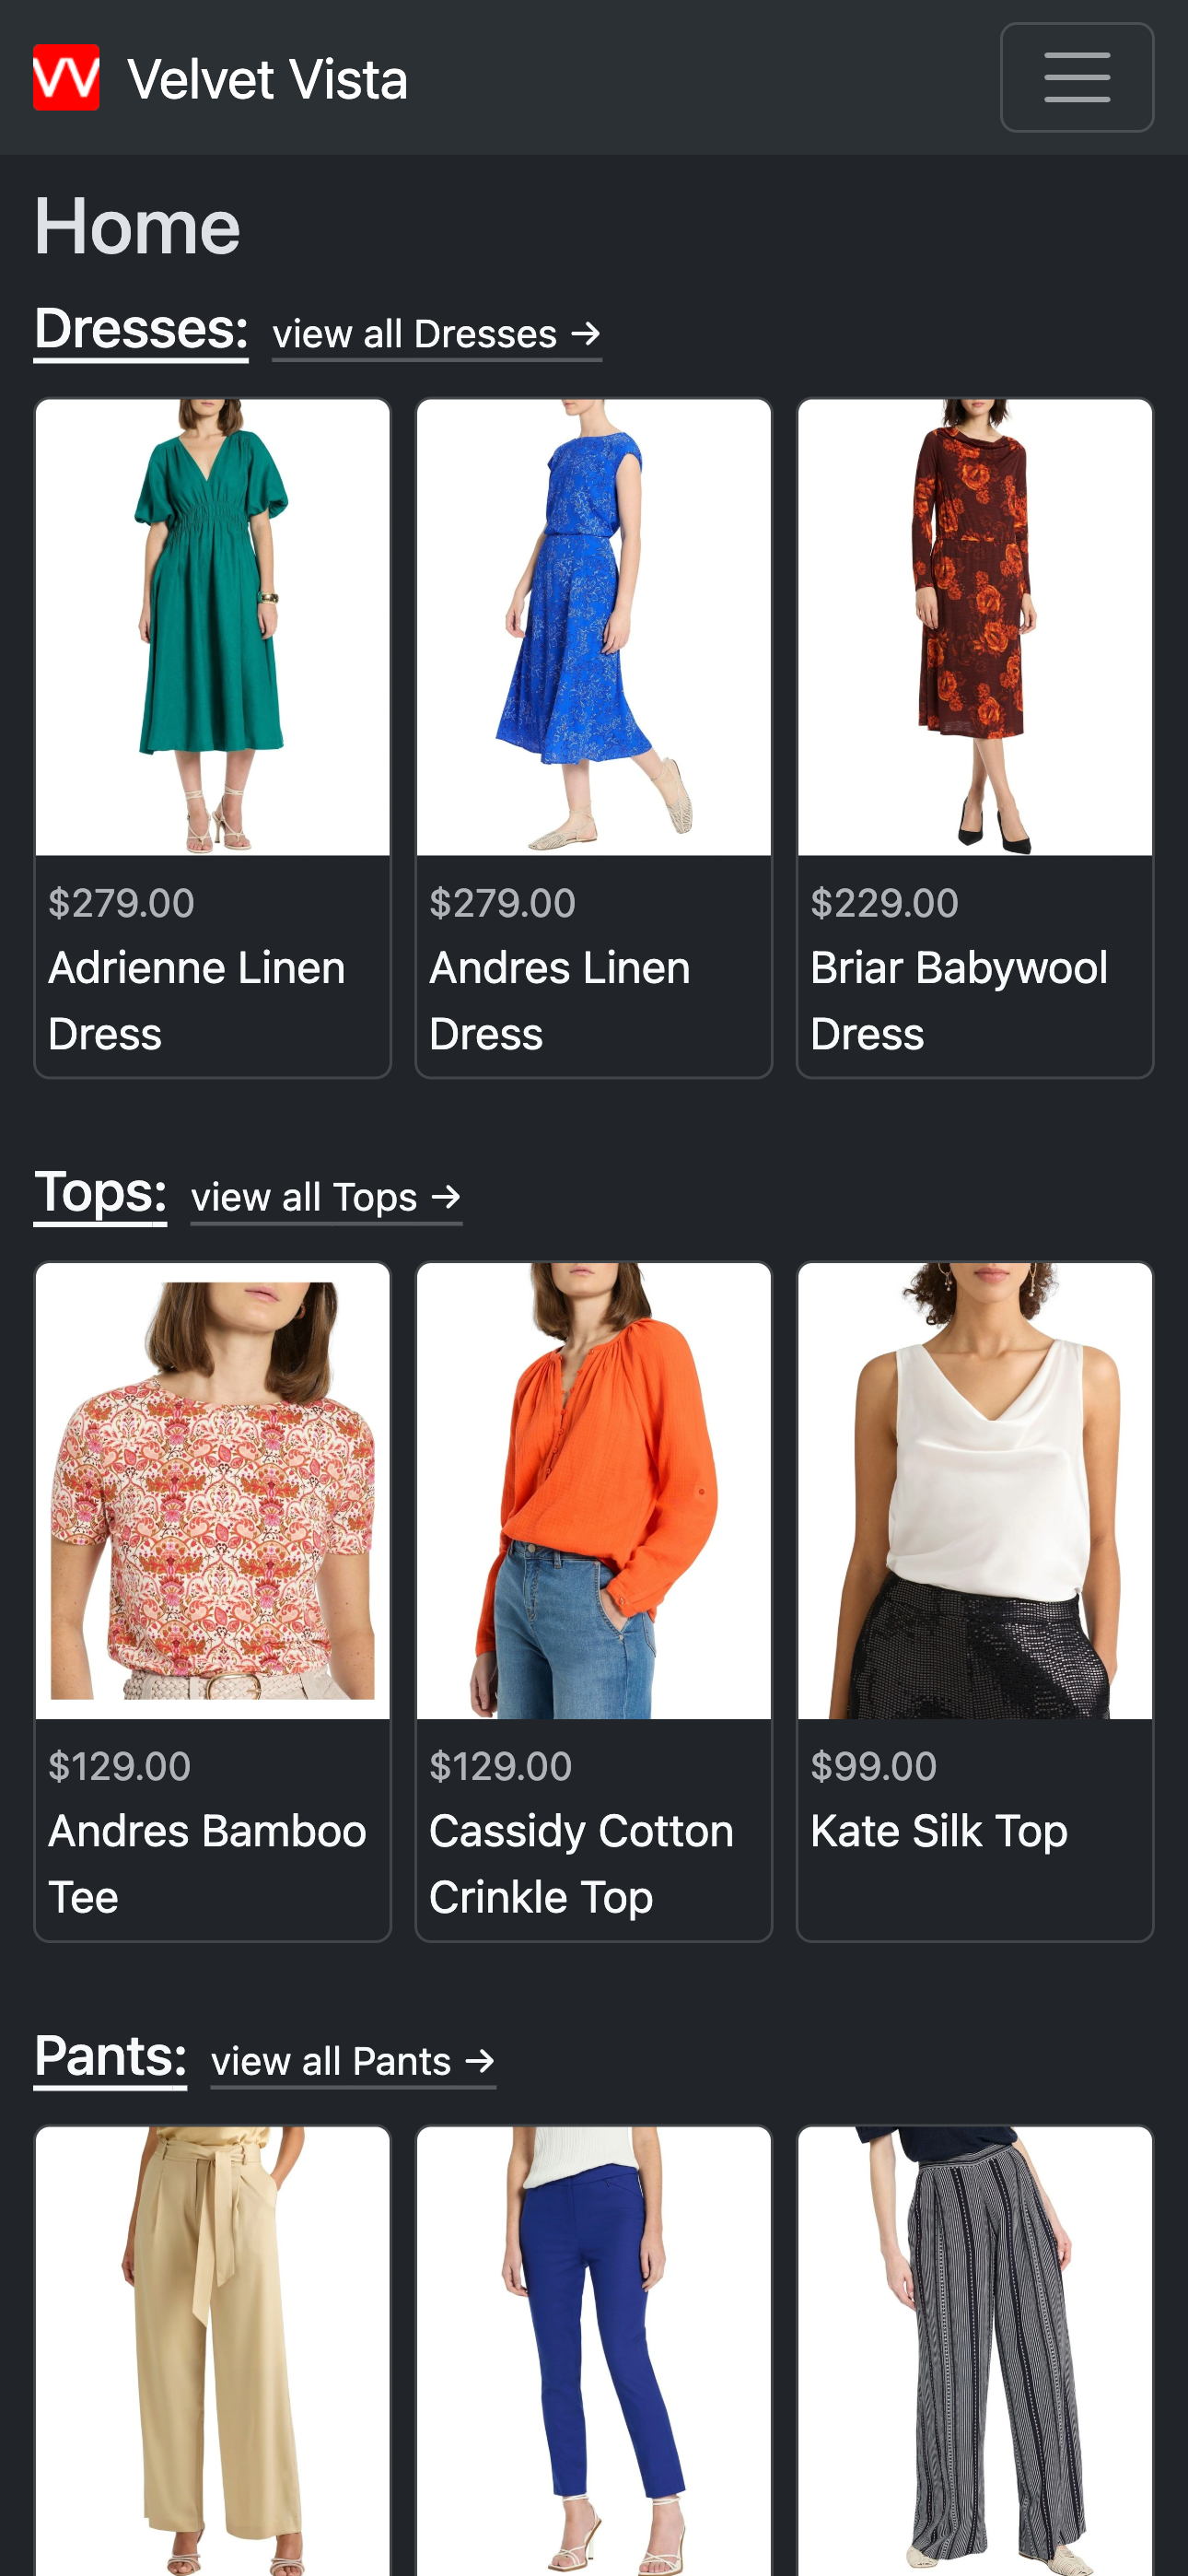 Velvet Vista
Home
Dresses: view all Dresses →
$279.00
Adrienne Linen
Dress
$279.00
Andres Linen
Dress
$229.00
Briar Babywool
Dress
Tops: view all Tops →
$129.00
Andres Bamboo
Tee
$129.00
Cassidy Cotton
Crinkle Top
$99.00
Kate Silk Top
Pants: view all Pants →